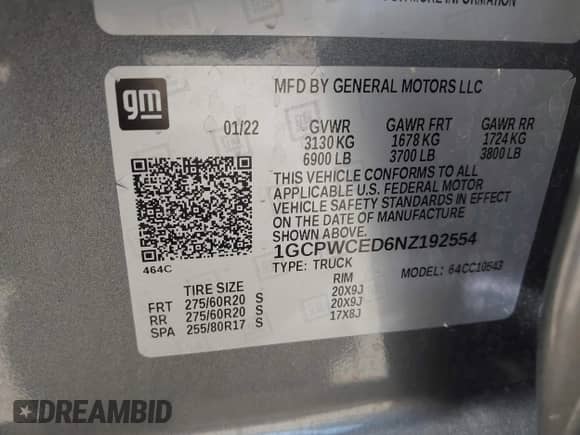 MORE INFORMATION
gm
MFD BY GENERAL MOTORS LLC
01/22 GVWR GAWR FRT GAWR RR
3130 KG 1678 KG 1724 KG
6900 LB 3700 LB 3800 LB
THIS VEHICLE CONFORMS TO ALL
APPLICABLE U.S. FEDERAL MOTOR
VEHICLE SAFETY STANDARDS IN EFFECT
ON THE DATE OF MANUFACTURE
SHOWN ABOVE.
1GCPWCED6NZ192554
464C TYPE: TRUCK MODEL: 64CC10543
TIRE SIZE RIM
FRT 275/60R20 S 20X9J
RR 275/60R20 S 20X9J
SPA 255/80R17 S 17X8J
DREAMBID